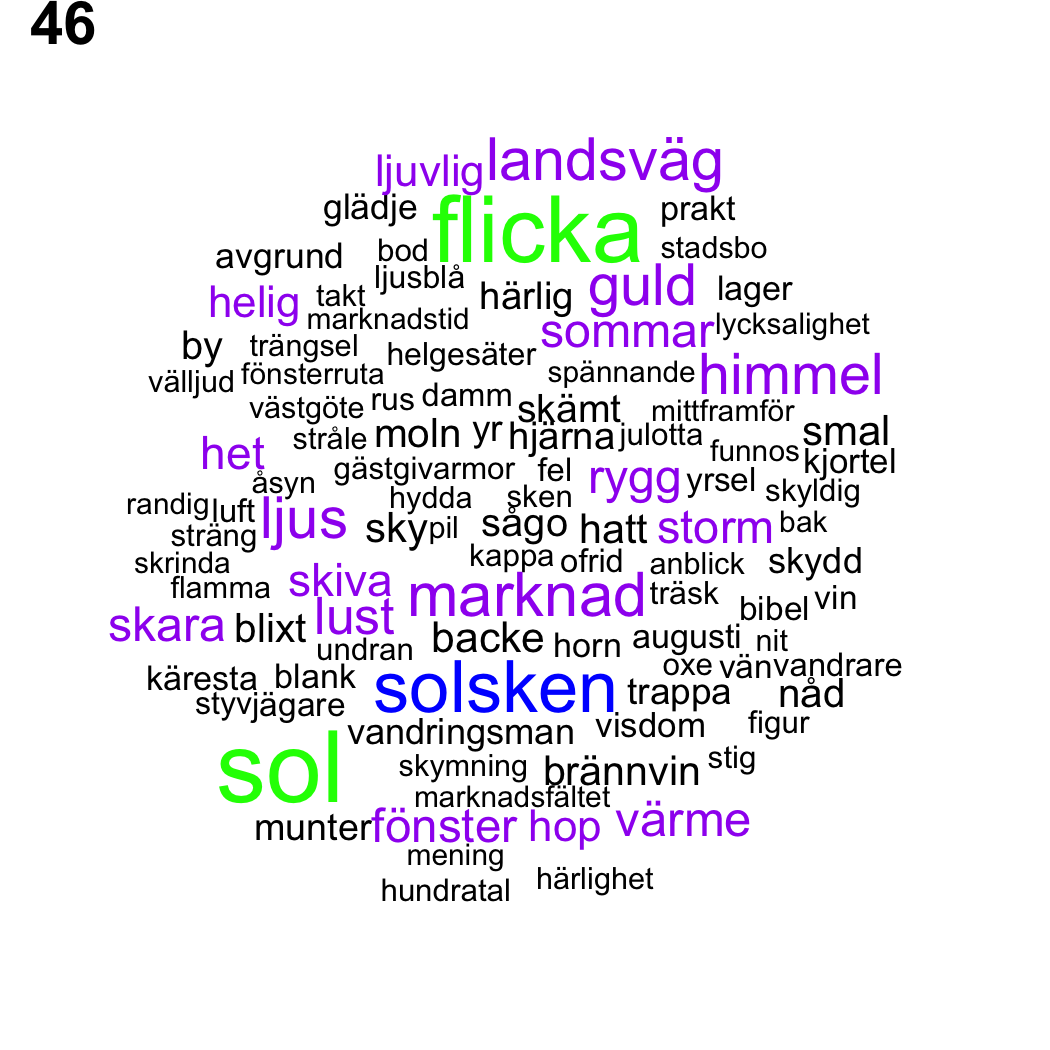 46
ljuvlig landsväg
glädje flicka prakt
avgrund bod stadsbo
ljusblå
helig takt härlig guld lager
marknadstid sommar lycksalighet
by trängsel helgesäter
välljud fönsterruta spännande himmel
västgöte rus damm skämt mittframför
stråle moln yr hjärna julotta smal
het gästgivarmor fel rygg funnos kjortel
åsyn hydda sken yrsel skyldig
randig luft ljus sky pil sågo hatt storm bak
sträng
skrinda kappa ofrid anblick skydd
flamma skiva marknad träsk bibel vin
skara blixt lust backe horn augusti nit
undran
käresta blank solsken oxe vän vandrare
styvjägare trappa nåd
vandringsman visdom figur
sol skymning brännvin stig
marknadsfältet
munter fönster hop värme
mening
hundratal härlighet